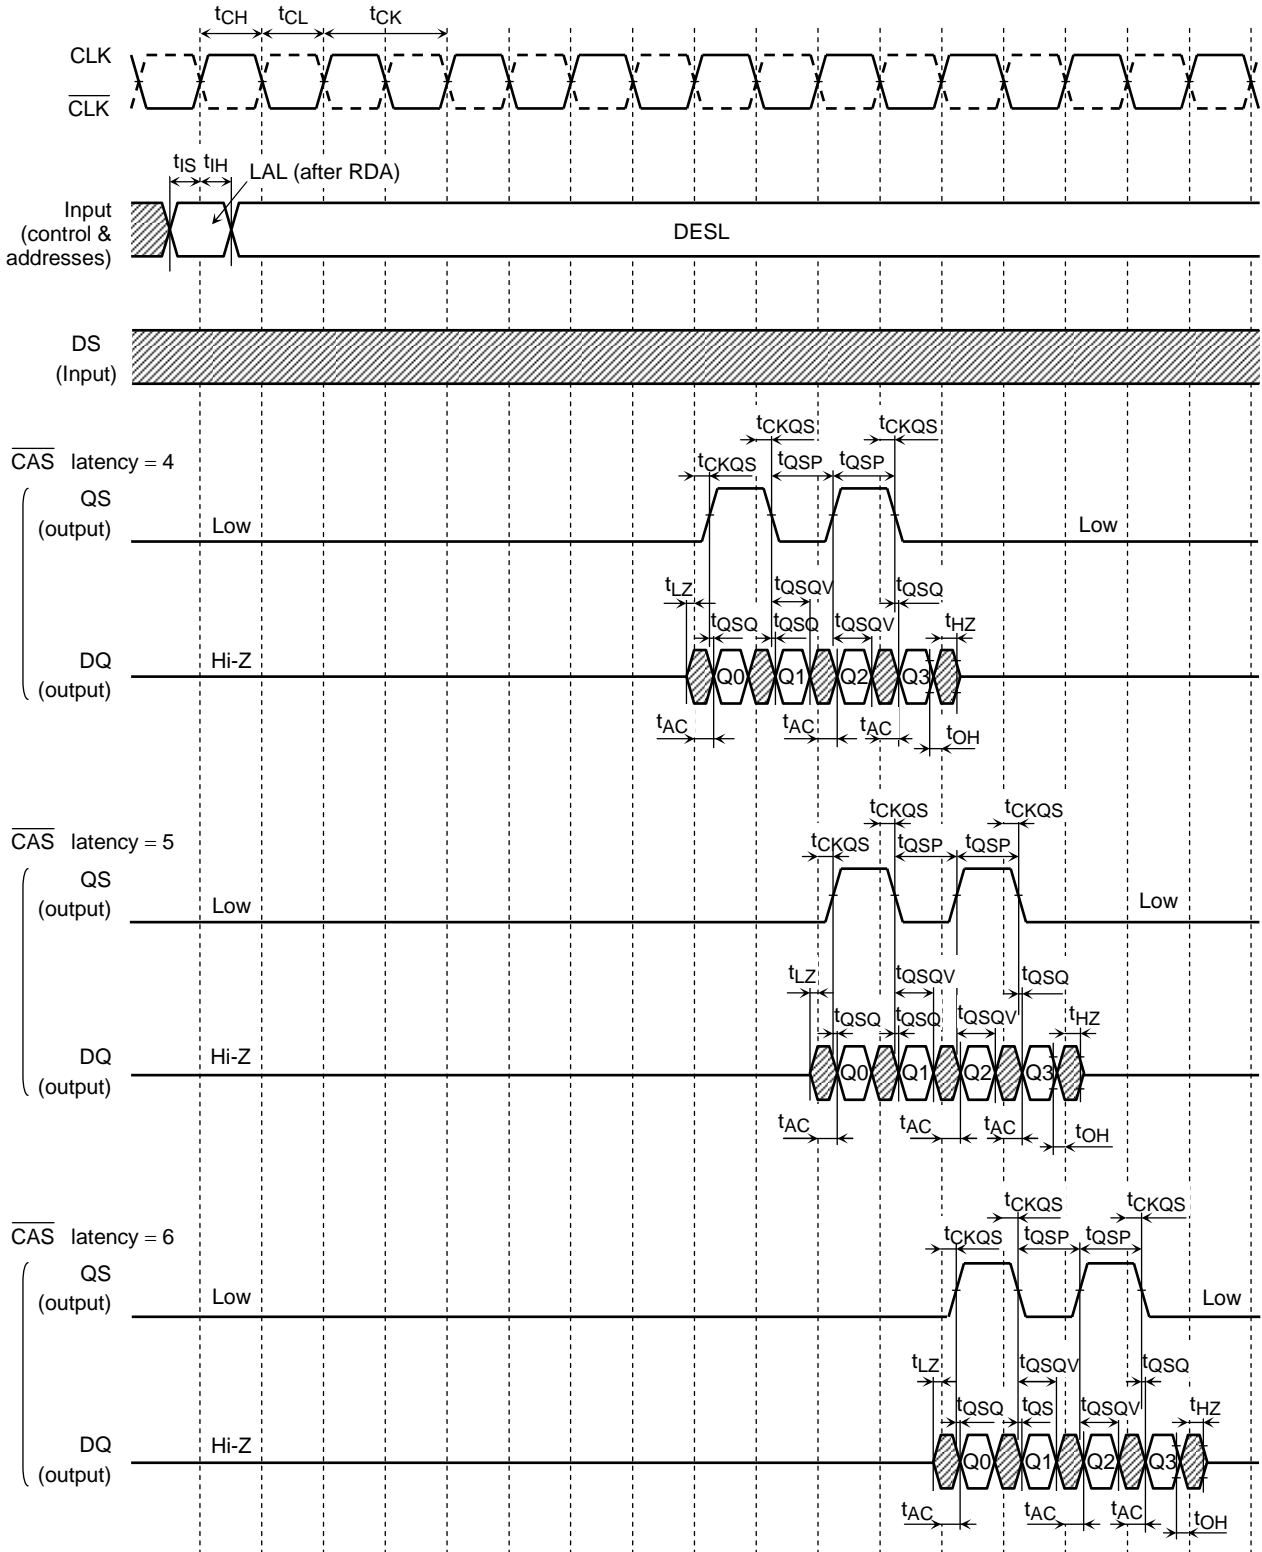 tCH tCL tCK
CLK
CLK
tIS tIH LAL (after RDA)
Input
(control &
addresses)
DESL
DS
(Input)
tCKQS tCKQS
CAS latency = 4
tCKQS tQSP tQSP
QS
(output)
Low Low
tLZ tQSQV tQSQ
tQSQ tQSQ tQSQV tHZ
DQ
(output)
Hi-Z Q0 Q1 Q2 Q3
tAC tAC tAC tOH
tCKQS tCKQS
CAS latency = 5
tCKQS tQSP tQSP
QS
(output)
Low Low
tLZ tQSQV tQSQ
tQSQ tQSQ tQSQV tHZ
DQ
(output)
Hi-Z Q0 Q1 Q2 Q3
tAC tAC tAC tOH
tCKQS tCKQS
CAS latency = 6
tCKQS tQSP tQSP
QS
(output)
Low Low
tLZ tQSQV tQSQ
tQSQ tQS tQSQV tHZ
DQ
(output)
Hi-Z Q0 Q1 Q2 Q3
tAC tAC tAC tOH